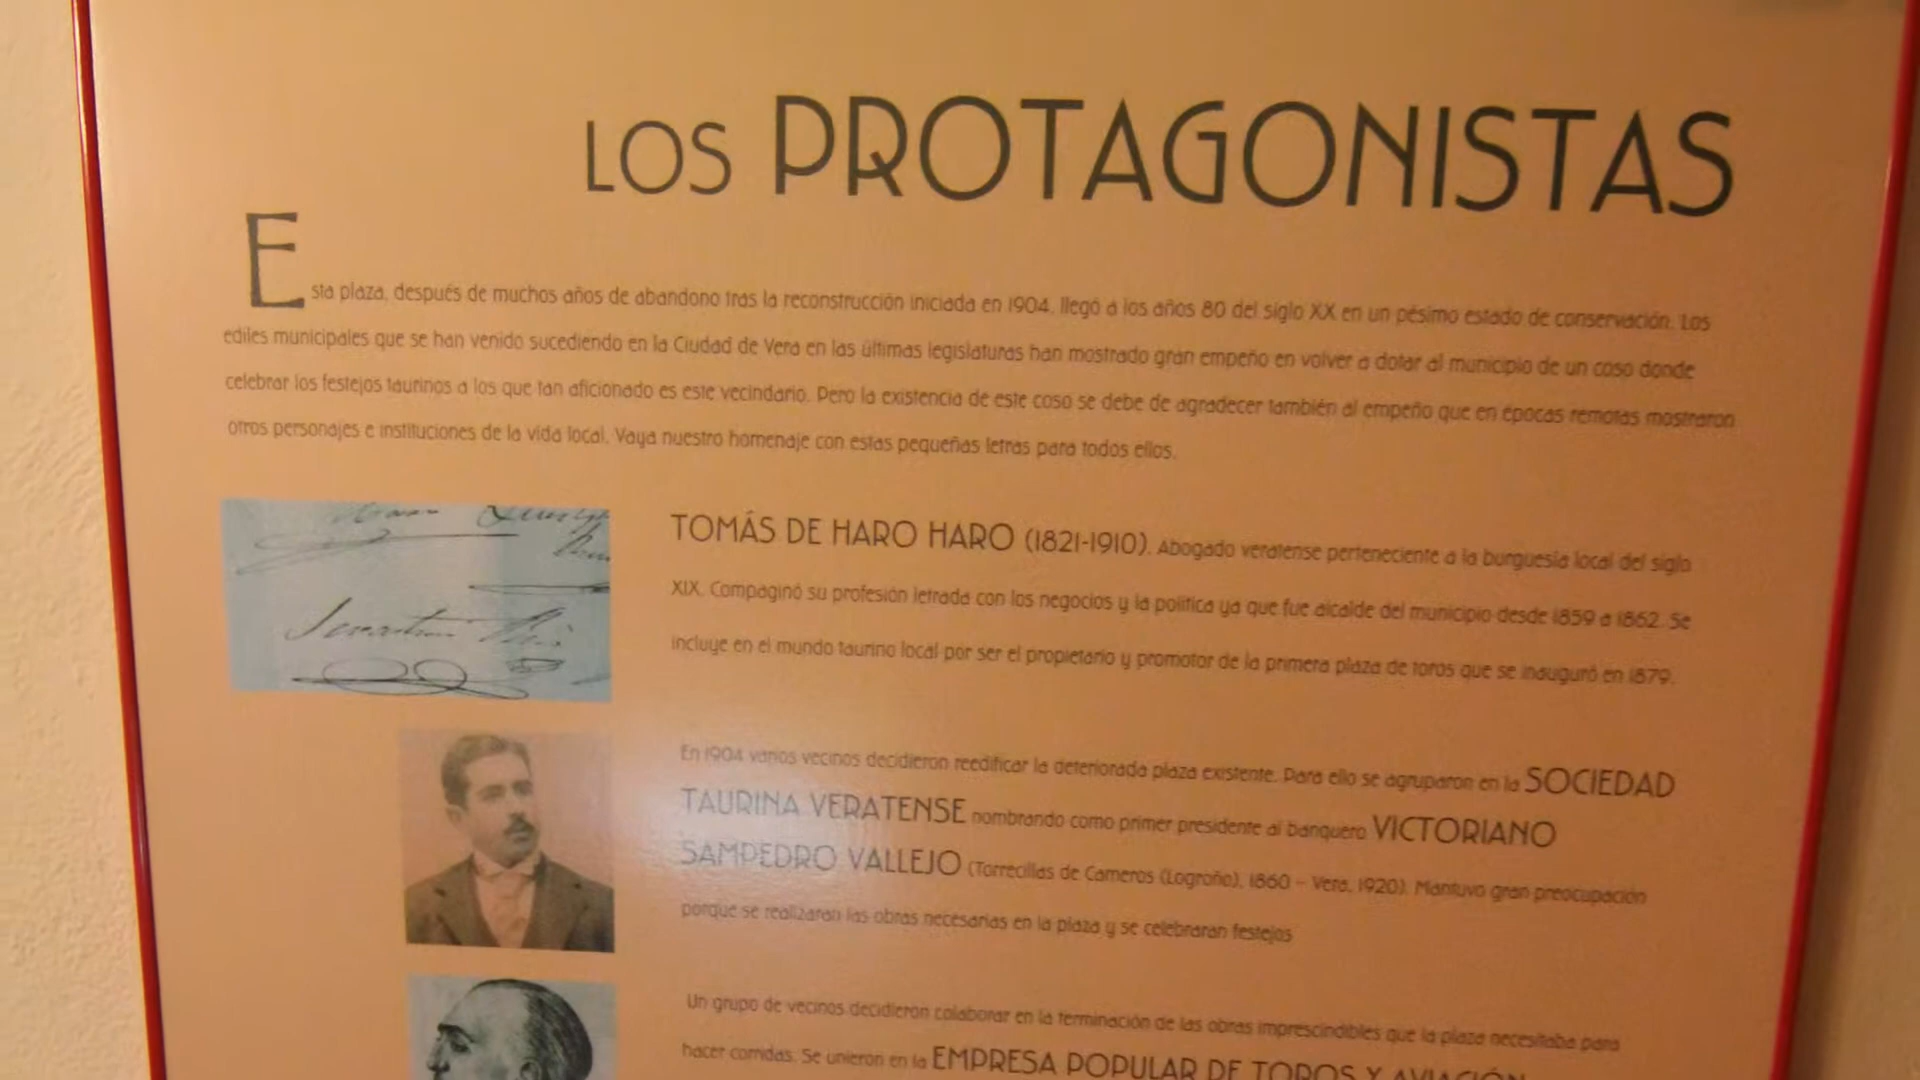 LOS PROTAGONISTAS
Esta plaza, después de muchos años de abandono tras la reconstrucción iniciada en 1904, llegó a los años 80 del siglo XX en un pésimo estado de conservación. Los
ediles municipales que se han venido sucediendo en la Ciudad de Vera en las últimas legislaturas han mostrado gran empeño en volver a dotar al municipio de un coso donde
celebrar los festejos taurinos a los que tan aficionado es este vecindario. Pero la existencia de este coso se debe de agradecer también al empeño que en épocas remotas mostraron
otros personajes e instituciones de la vida local. Vaya nuestro homenaje con estas pequeñas letras para todos ellos.
TOMÁS DE HARO HARO (1821-1910). Abogado veratense perteneciente a la burguesía local del siglo
XIX. Compaginó su profesión letrada con los negocios y la política ya que fue alcalde del municipio desde 1859 a 1862. Se
incluye en el mundo taurino local por ser el propietario y promotor de la primera plaza de toros que se inauguró en 1879.
En 1904 varios vecinos decidieron reedificar la deteriorada plaza existente. Para ello se agruparon en la SOCIEDAD
TAURINA VERATENSE nombrando como primer presidente al banquero VICTORIANO
SAMPEDRO VALLEJO (Torrecillas de Cameros (Logroño), 1860 – Vera, 1920). Mantuvo gran preocupación
porque se realizaran las obras necesarias en la plaza y se celebraran festejos
Un grupo de vecinos decidieron colaborar en la terminación de las obras imprescindibles que la plaza necesitaba para
hacer corridas. Se unieron en la EMPRESA POPULAR DE TOROS Y AVIACIÓN